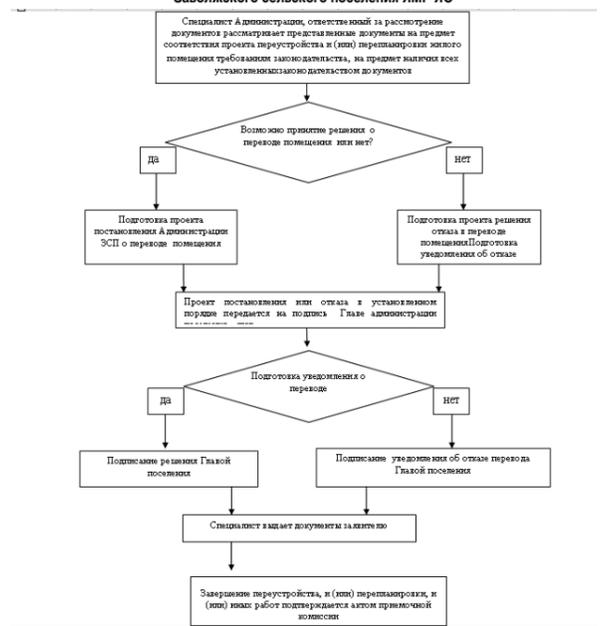 Заволжского сельского поселения ЯМР ЯО
Специалист Администрации, ответственный за рассмотрение
документов рассматривает представленные документы на предмет
соответствия проекта переустройства и (или) перепланировки жилого
помещения требованиям законодательства, на предмет наличия всех
установленныхзаконодательством документов
Возможно принятие решения о
переводе помещения или нет?
да
нет
Подготовка проекта
постановления Администрации
ЗСП о переводе помещения
Подготовка проекта решения
отказа в переводе
помещенияПодготовка
уведомления об отказе
Проект постановления или отказа в установленном
порядке передается на подпись Главе администрации
Подготовка уведомления о
переводе
да
нет
Подписание решения Главой
поселения
Подписание уведомления об отказе перевода
Главой поселения
Специалист выдает документы заявителю
Завершение переустройства, и (или) перепланировки, и
(или) иных работ подтверждается актом приемочной
комиссии